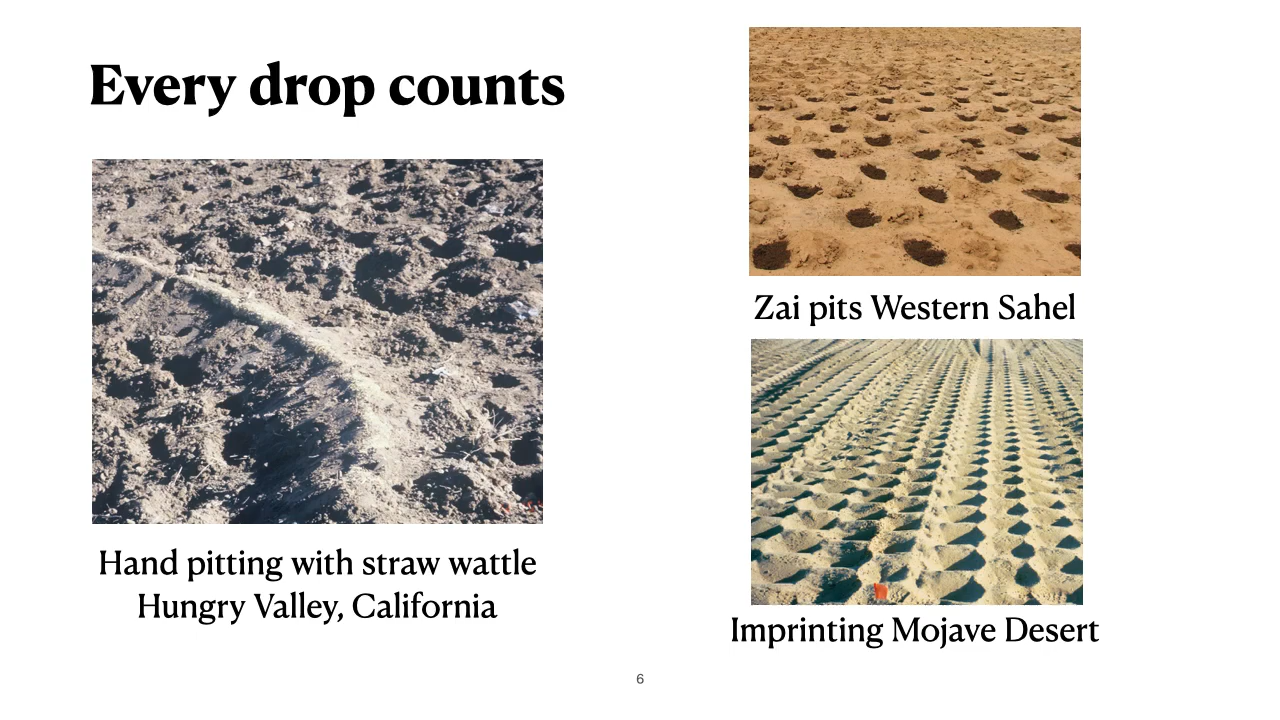 Every drop counts
Hand pitting with straw wattle
Hungry Valley, California
Zai pits Western Sahel
Imprinting Mojave Desert
6